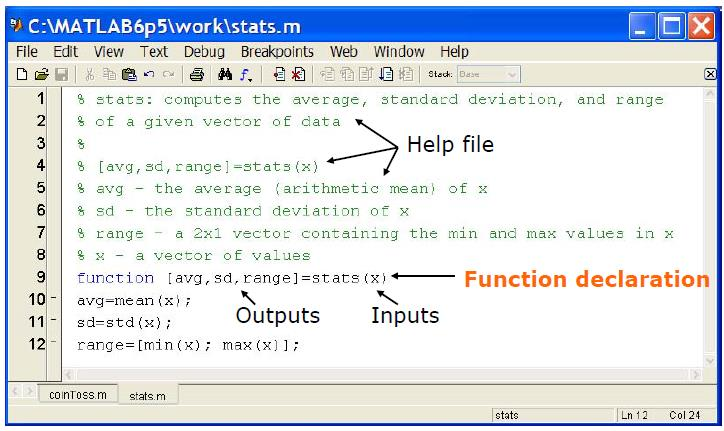 C:\MATLAB6p5\work\stats.m
File Edit View Text Debug Breakpoints Web Window Help
Stack: Base
1 % stats: computes the average, standard deviation, and range
2 % of a given vector of data
3 %
Help file
4 % [avg,sd,range]=stats(x)
5 % avg - the average (arithmetic mean) of x
6 % sd - the standard deviation of x
7 % range - a 2x1 vector containing the min and max values in x
8 % x - a vector of values
9 function [avg,sd,range]=stats(x) Function declaration
10 - avg=mean(x);
Outputs Inputs
11 - sd=std(x);
12 - range=[min(x); max(x)];
coinToss.m stats.m
stats Ln 12 Col 24